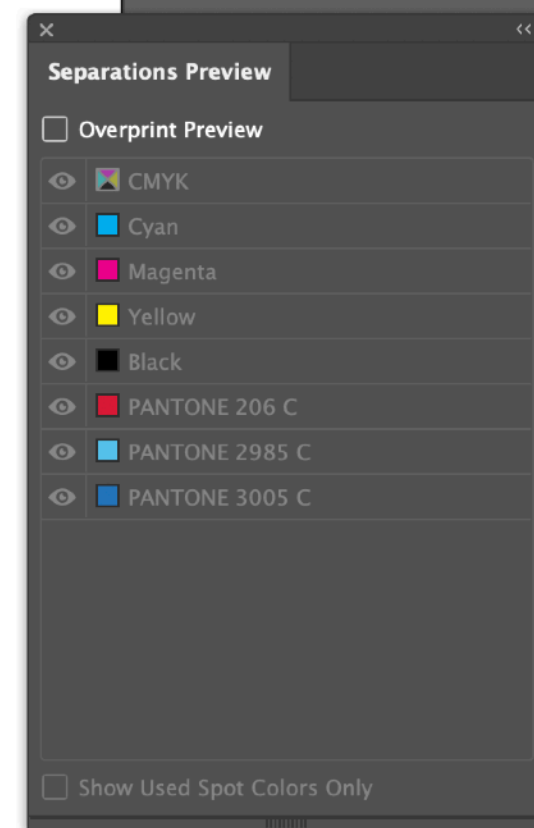 Separations Preview
Overprint Preview
CMYK
Cyan
Magenta
Yellow
Black
PANTONE 206 C
PANTONE 2985 C
PANTONE 3005 C
Show Used Spot Colors Only